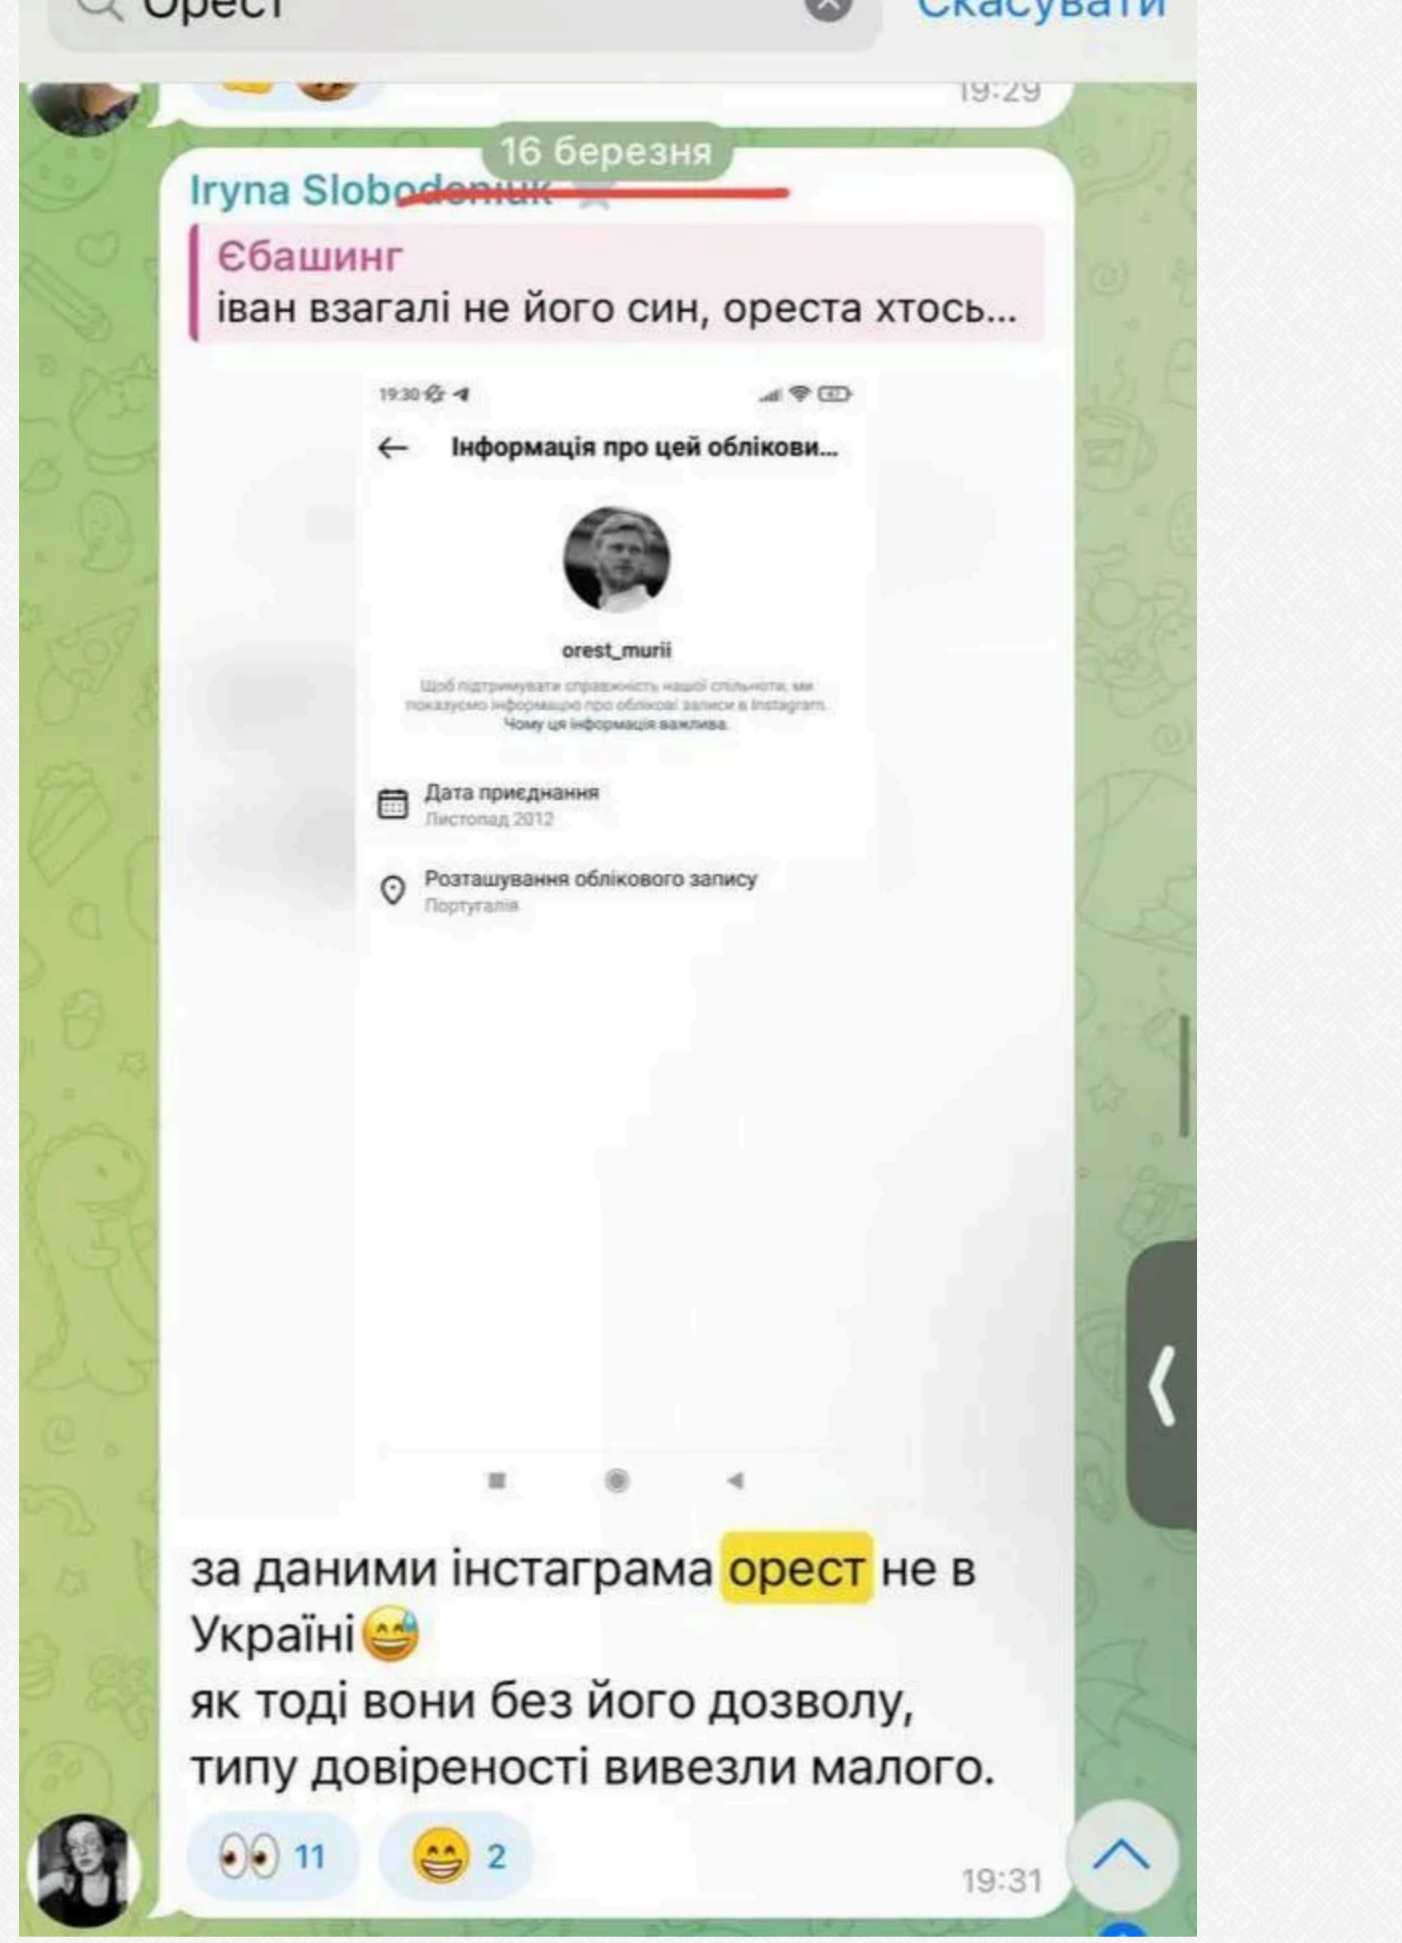 Орест
Скасувати
19:29
16 березня
Iryna Slobodoniuk
Єбашинг
іван взагалі не його син, ореста хтось...
19:30
Інформація про цей облікови...
orest_murii
Щоб підтримувати справжність нашої спільноти, ми
показуємо інформацію про облікові записи в Instagram.
Чому ця інформація важлива.
Дата приєднання
Листопад 2012
Розташування облікового запису
Португалія
за даними інстаграма орест не в
Україні😅
як тоді вони без його дозволу,
типу довіреності вивезли малого.
👀 11 😁 2
19:31